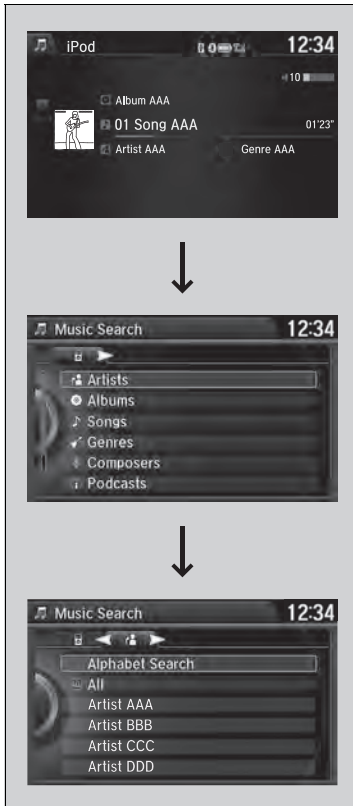 iPod 12:34
10
Album AAA
01 Song AAA 01'23"
Artist AAA Genre AAA
Music Search 12:34
Artists
Albums
Songs
Genres
Composers
Podcasts
Music Search 12:34
Alphabet Search
All
Artist AAA
Artist BBB
Artist CCC
Artist DDD